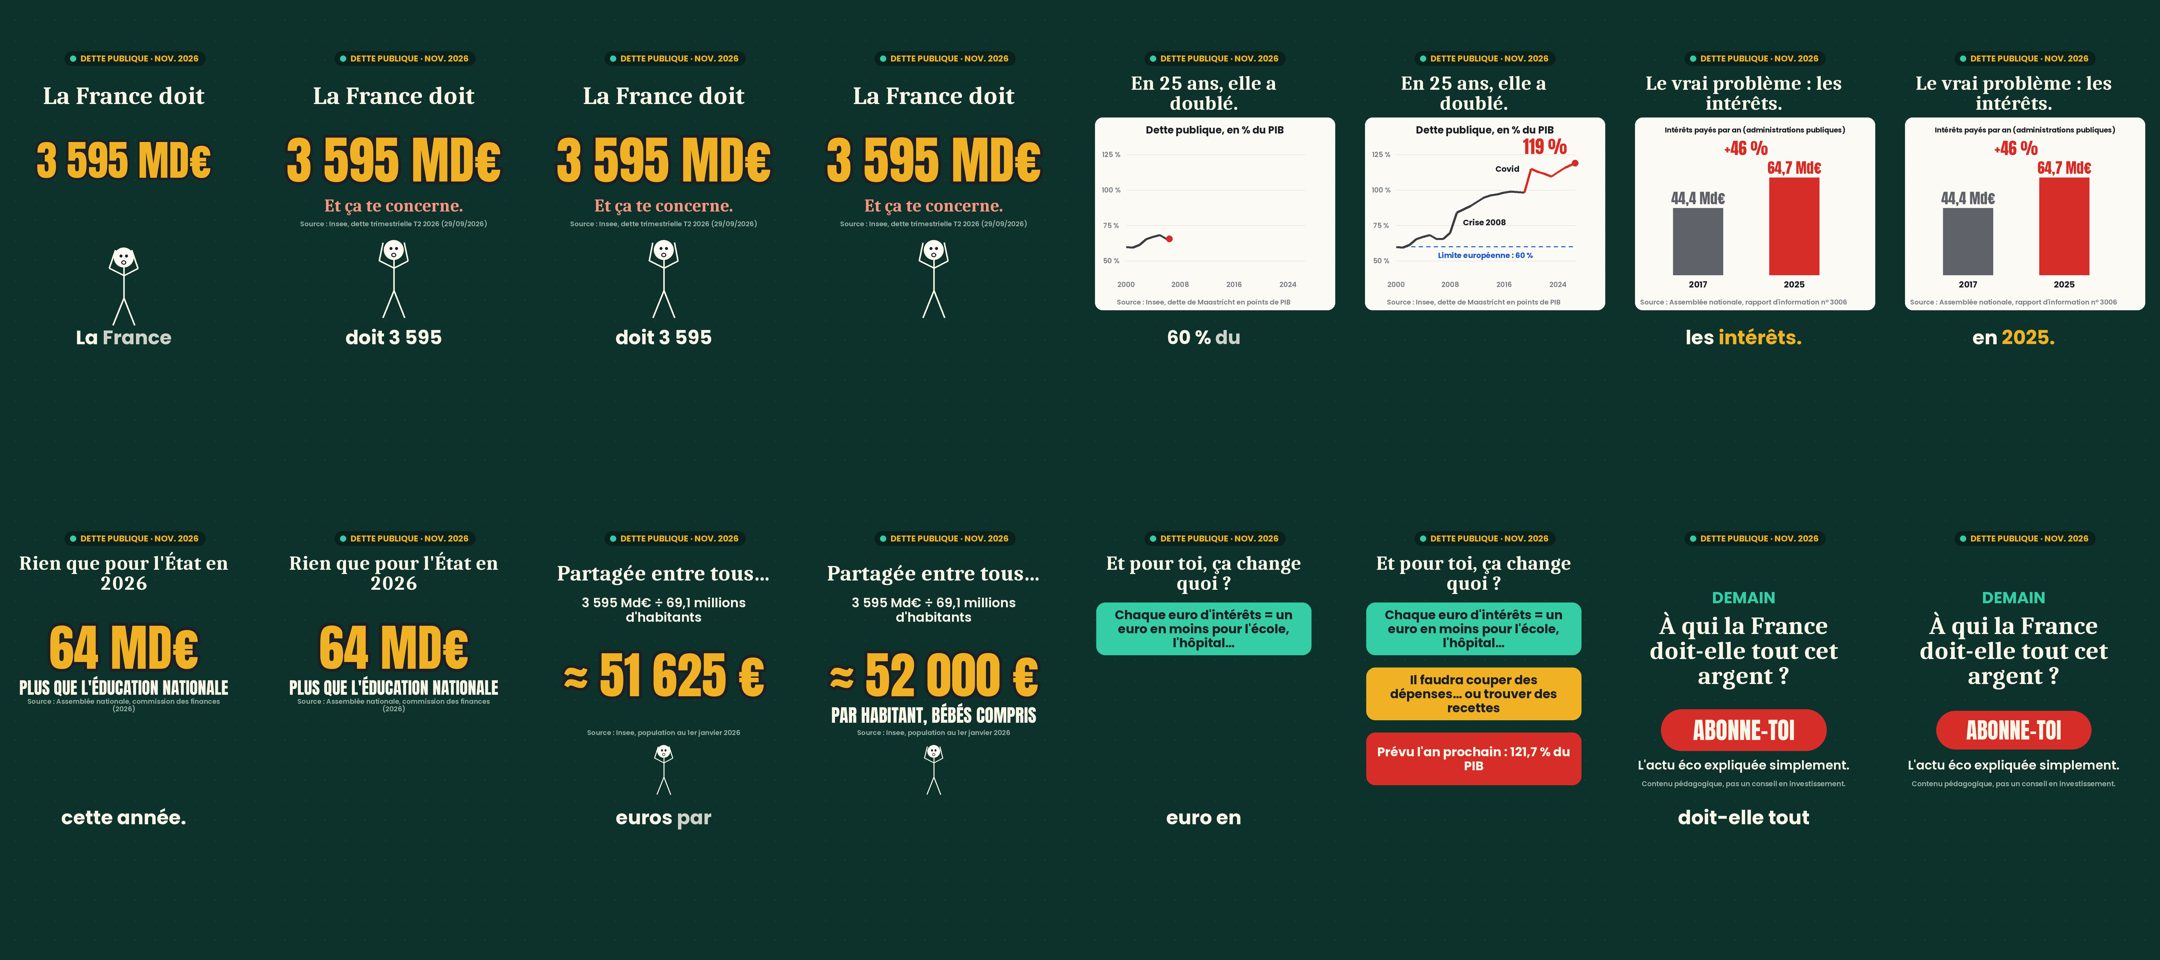 DETTE PUBLIQUE · NOV. 2026
La France doit
3 595 MD€
La France
DETTE PUBLIQUE · NOV. 2026
La France doit
3 595 MD€
Et ça te concerne.
Source : Insee, dette trimestrielle T2 2026 (29/09/2026)
doit 3 595
DETTE PUBLIQUE · NOV. 2026
La France doit
3 595 MD€
Et ça te concerne.
Source : Insee, dette trimestrielle T2 2026 (29/09/2026)
doit 3 595
DETTE PUBLIQUE · NOV. 2026
La France doit
3 595 MD€
Et ça te concerne.
Source : Insee, dette trimestrielle T2 2026 (29/09/2026)
DETTE PUBLIQUE · NOV. 2026
En 25 ans, elle a
doublé.
Dette publique, en % du PIB
125 %
100 %
75 %
50 %
2000 2008 2016 2024
Source : Insee, dette de Maastricht en points de PIB
60 % du
DETTE PUBLIQUE · NOV. 2026
En 25 ans, elle a
doublé.
Dette publique, en % du PIB
119 %
125 %
Covid
100 %
75 %
Crise 2008
Limite européenne : 60 %
50 %
2000 2008 2016 2024
Source : Insee, dette de Maastricht en points de PIB
DETTE PUBLIQUE · NOV. 2026
Le vrai problème : les
intérêts.
Intérêts payés par an (administrations publiques)
+46 %
64,7 Md€
44,4 Md€
2017 2025
Source : Assemblée nationale, rapport d'information n° 3006
les intérêts.
DETTE PUBLIQUE · NOV. 2026
Le vrai problème : les
intérêts.
Intérêts payés par an (administrations publiques)
+46 %
64,7 Md€
44,4 Md€
2017 2025
Source : Assemblée nationale, rapport d'information n° 3006
en 2025.
DETTE PUBLIQUE · NOV. 2026
Rien que pour l'État en
2026
64 MD€
PLUS QUE L'ÉDUCATION NATIONALE
Source : Assemblée nationale, commission des finances
(2026)
cette année.
DETTE PUBLIQUE · NOV. 2026
Rien que pour l'État en
2026
64 MD€
PLUS QUE L'ÉDUCATION NATIONALE
Source : Assemblée nationale, commission des finances
(2026)
DETTE PUBLIQUE · NOV. 2026
Partagée entre tous...
3 595 Md€ ÷ 69,1 millions
d'habitants
≈ 51 625 €
Source : Insee, population au 1er janvier 2026
euros par
DETTE PUBLIQUE · NOV. 2026
Partagée entre tous...
3 595 Md€ ÷ 69,1 millions
d'habitants
≈ 52 000 €
PAR HABITANT, BÉBÉS COMPRIS
Source : Insee, population au 1er janvier 2026
DETTE PUBLIQUE · NOV. 2026
Et pour toi, ça change
quoi ?
Chaque euro d'intérêts = un
euro en moins pour l'école,
l'hôpital...
euro en
DETTE PUBLIQUE · NOV. 2026
Et pour toi, ça change
quoi ?
Chaque euro d'intérêts = un
euro en moins pour l'école,
l'hôpital...
Il faudra couper des
dépenses... ou trouver des
recettes
Prévu l'an prochain : 121,7 % du
PIB
DETTE PUBLIQUE · NOV. 2026
DEMAIN
À qui la France
doit-elle tout cet
argent ?
ABONNE-TOI
L'actu éco expliquée simplement.
Contenu pédagogique, pas un conseil en investissement.
doit-elle tout
DETTE PUBLIQUE · NOV. 2026
DEMAIN
À qui la France
doit-elle tout cet
argent ?
ABONNE-TOI
L'actu éco expliquée simplement.
Contenu pédagogique, pas un conseil en investissement.